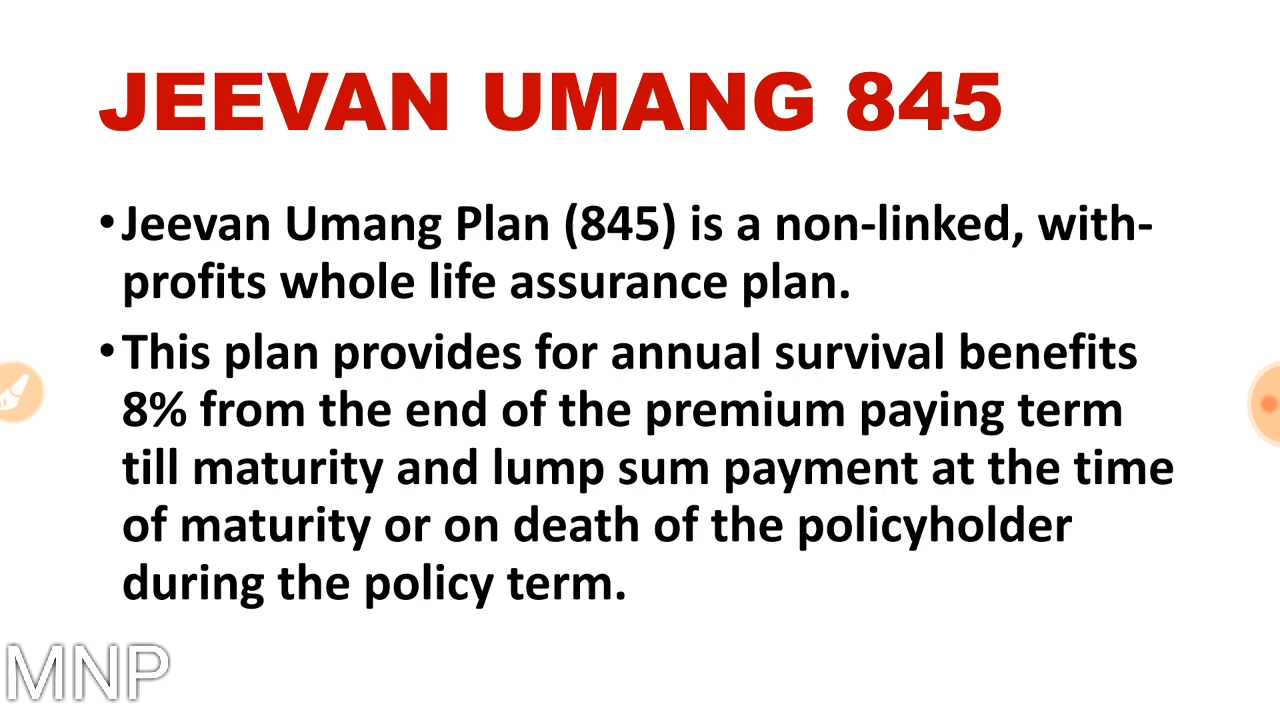 JEEVAN UMANG 845
•Jeevan Umang Plan (845) is a non-linked, with-
profits whole life assurance plan.
•This plan provides for annual survival benefits
8% from the end of the premium paying term
till maturity and lump sum payment at the time
of maturity or on death of the policyholder
during the policy term.
MNP